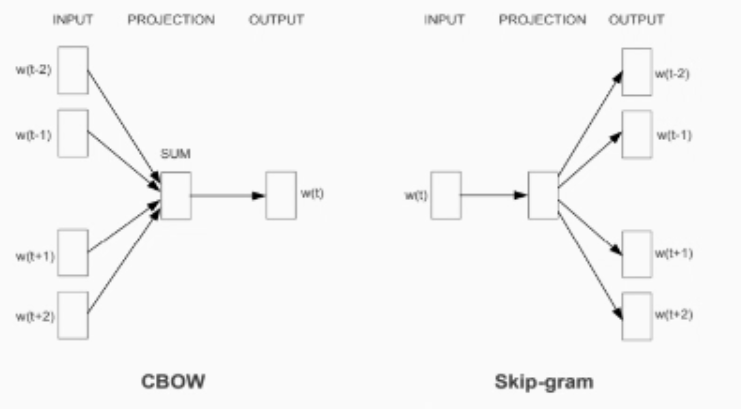 INPUT PROJECTION OUTPUT
w(t-2)
w(t-1)
SUM
w(t)
w(t+1)
w(t+2)
CBOW
INPUT PROJECTION OUTPUT
w(t-2)
w(t-1)
w(t)
w(t+1)
w(t+2)
Skip-gram